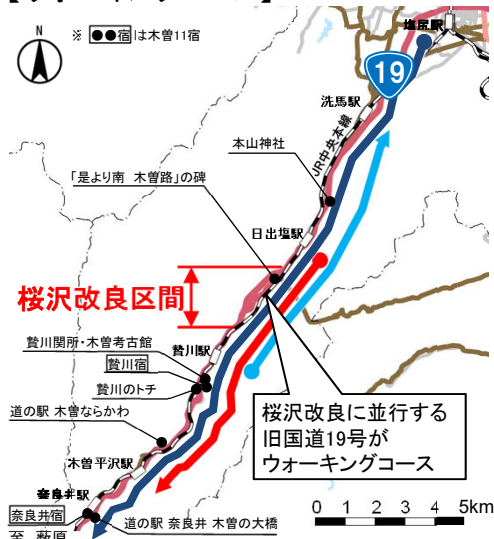 N
※ ●●宿は木曽11宿
塩尻駅
19
洗馬駅
JR中央本線
本山神社
「是より南 木曽路」の碑
日出塩駅
桜沢改良区間
贄川関所・木曽考古館
贄川駅
贄川宿
贄川のトチ
道の駅 木曽ならかわ
木曽平沢駅
桜沢改良に並行する
旧国道19号が
ウォーキングコース
奈良井駅
奈良井宿
道の駅 奈良井 木曽の大橋
0 1 2 3 4 5km